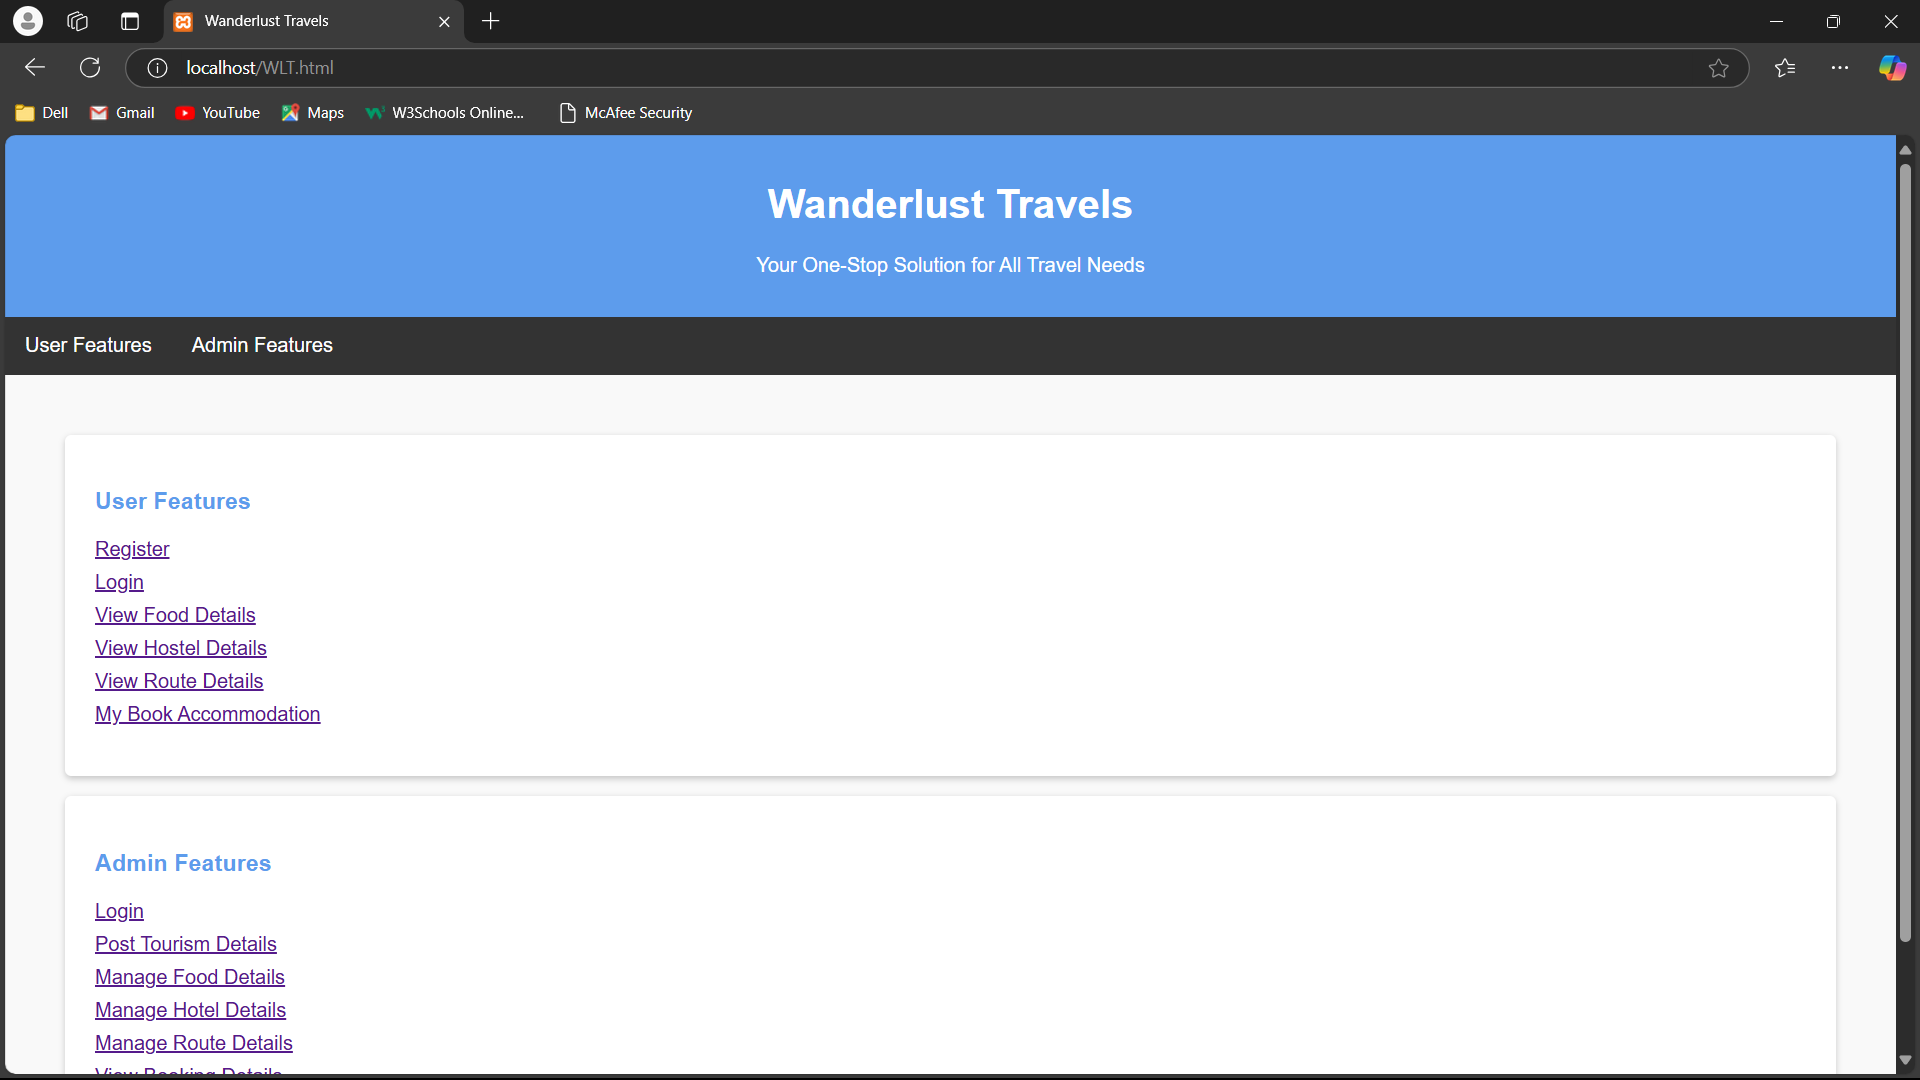 Wanderlust Travels
localhost/WLT.html
Dell Gmail YouTube Maps W3Schools Online... McAfee Security
Wanderlust Travels
Your One-Stop Solution for All Travel Needs
User Features Admin Features
User Features
Register
Login
View Food Details
View Hostel Details
View Route Details
My Book Accommodation
Admin Features
Login
Post Tourism Details
Manage Food Details
Manage Hotel Details
Manage Route Details
View Booking Details